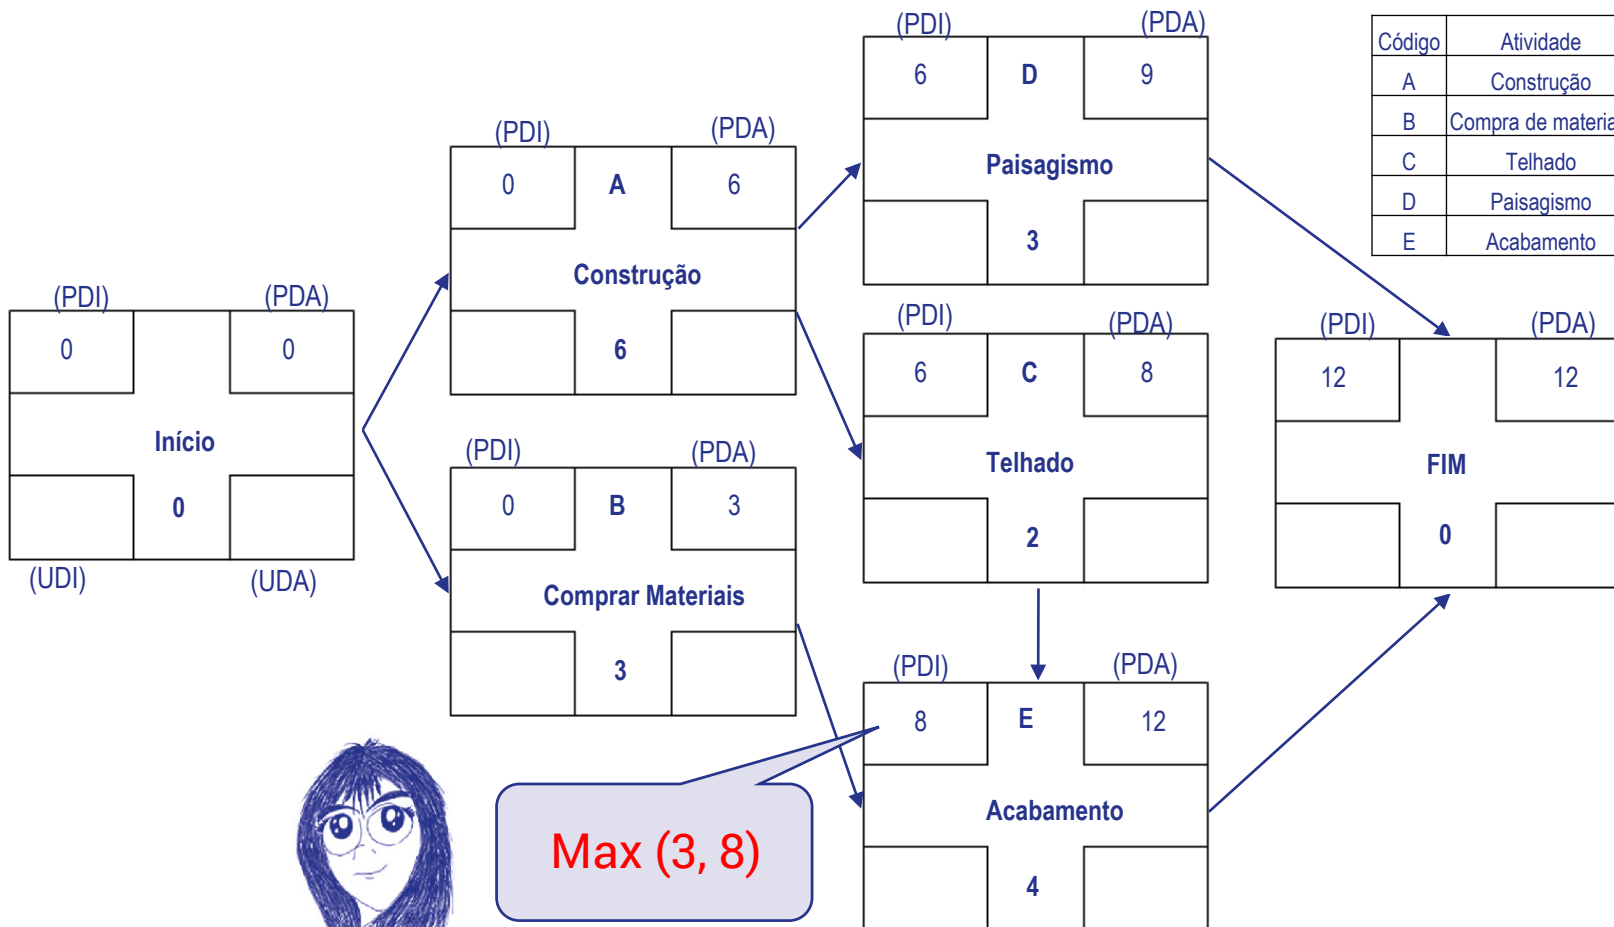 (PDI) (PDA)
6 D 9
Paisagismo
3
Código Atividade
A Construção
B Compra de materia
C Telhado
D Paisagismo
E Acabamento
(PDI) (PDA)
0 A 6
Construção
6
(PDI) (PDA)
0 0
Início
0
(UDI) (UDA)
(PDI) (PDA)
6 C 8
Telhado
2
(PDI) (PDA)
12 12
FIM
0
(PDI) (PDA)
0 B 3
Comprar Materiais
3
(PDI) (PDA)
8 E 12
Acabamento
4
Max (3, 8)